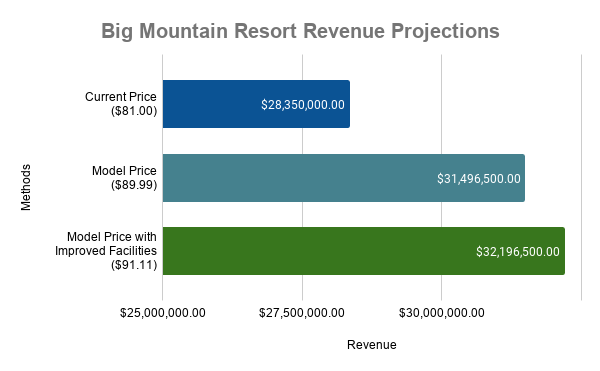 Big Mountain Resort Revenue Projections
Methods
Current Price
($81.00)
$28,350,000.00
Model Price
($89.99)
$31,496,500.00
Model Price with
Improved Facilities
($91.11)
$32,196,500.00
$25,000,000.00
$27,500,000.00
$30,000,000.00
Revenue